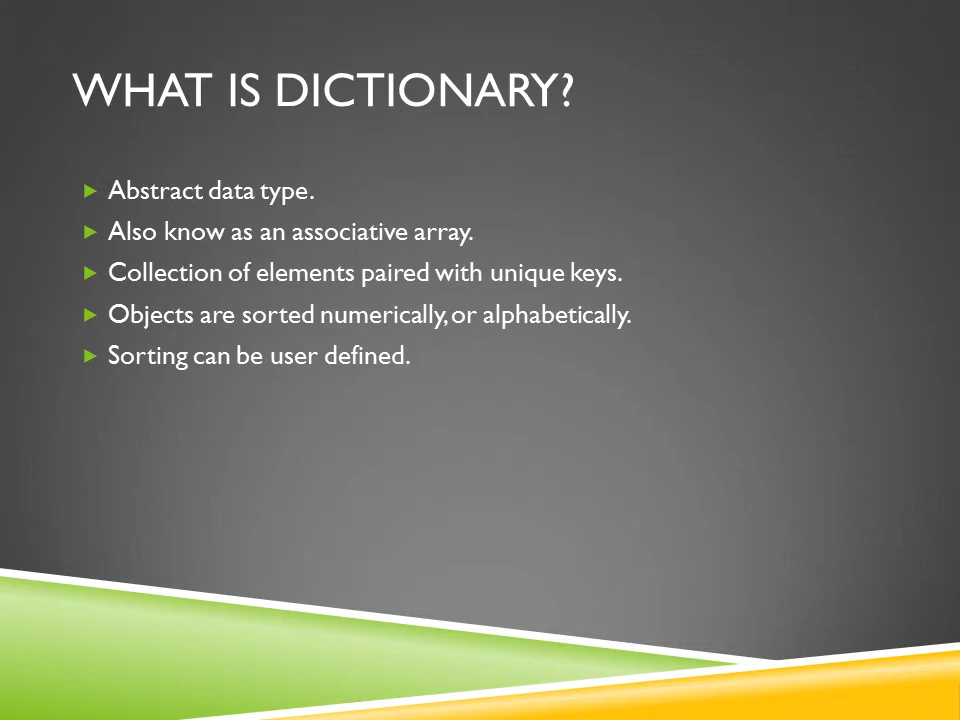 WHAT IS DICTIONARY?
Abstract data type.
Also know as an associative array.
Collection of elements paired with unique keys.
Objects are sorted numerically, or alphabetically.
Sorting can be user defined.